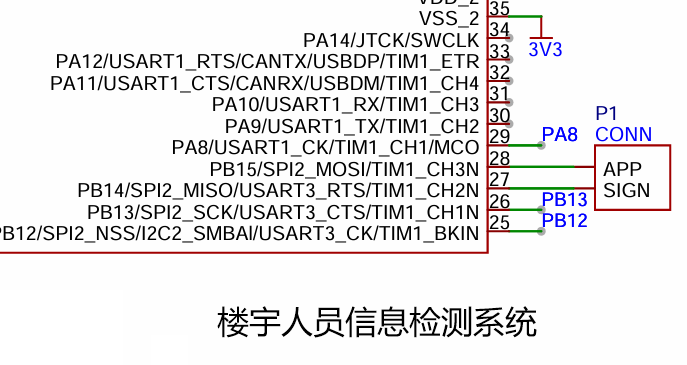 VDD_2
35
VSS_2
34
PA14/JTCK/SWCLK
3V3
33
PA12/USART1_RTS/CANTX/USBDP/TIM1_ETR
32
PA11/USART1_CTS/CANRX/USBDM/TIM1_CH4
31
PA10/USART1_RX/TIM1_CH3
P1
30
PA9/USART1_TX/TIM1_CH2
CONN
29
PA8
PA8/USART1_CK/TIM1_CH1/MCO
28
PB15/SPI2_MOSI/TIM1_CH3N
APP
27
PB14/SPI2_MISO/USART3_RTS/TIM1_CH2N
SIGN
26
PB13
PB13/SPI2_SCK/USART3_CTS/TIM1_CH1N
25
PB12
PB12/SPI2_NSS/I2C2_SMBAI/USART3_CK/TIM1_BKIN
楼宇人员信息检测系统